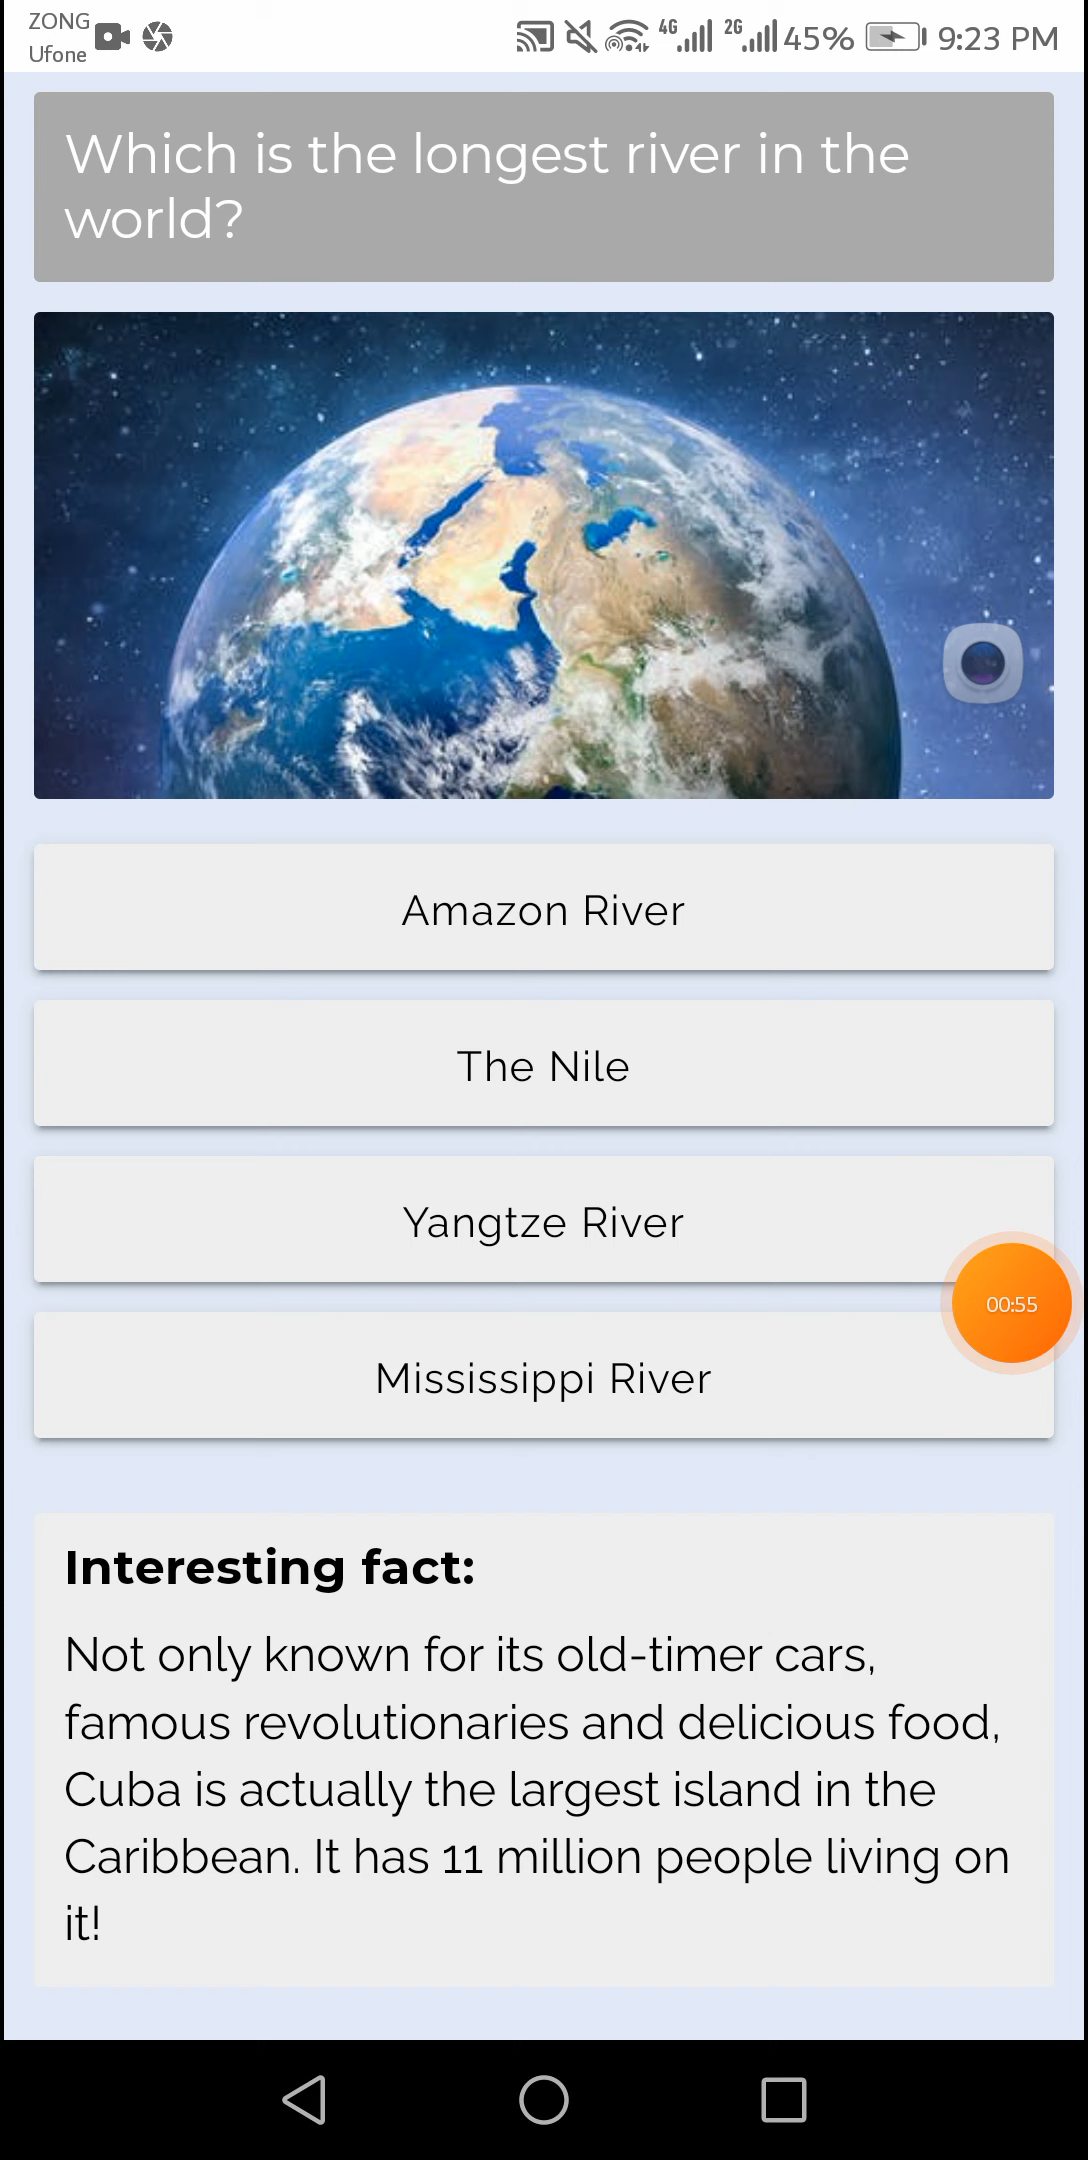 ZONG
Ufone
4G 2G 45% 9:23 PM
Which is the longest river in the
world?
Amazon River
The Nile
Yangtze River
00:55
Mississippi River
Interesting fact:
Not only known for its old-timer cars,
famous revolutionaries and delicious food,
Cuba is actually the largest island in the
Caribbean. It has 11 million people living on
it!